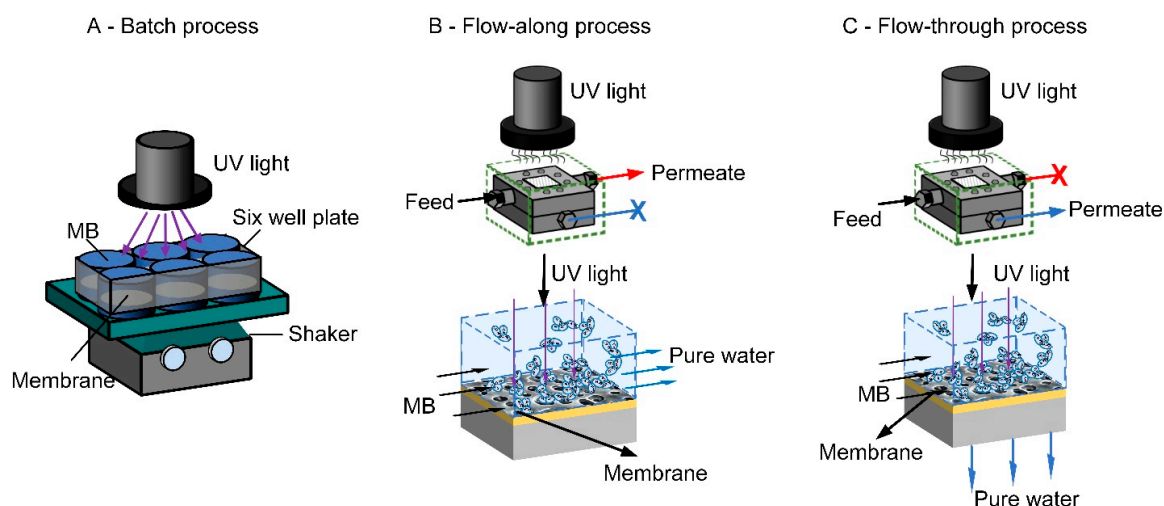 A - Batch process
UV light
MB
Six well plate
Shaker
Membrane
B - Flow-along process
UV light
Permeate
Feed
X
UV light
Pure water
MB
Membrane
C - Flow-through process
UV light
X
Feed
Permeate
UV light
MB
Membrane
Pure water